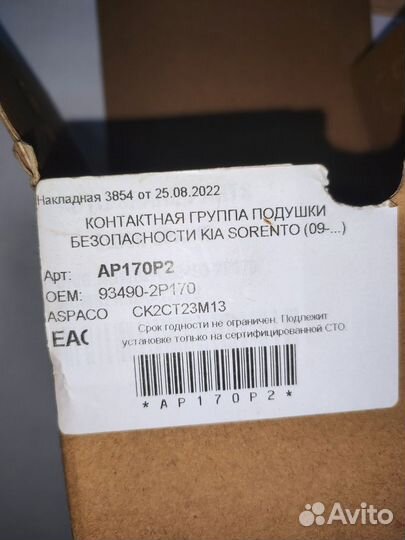 Накладная 3854 от 25.08.2022
КОНТАКТНАЯ ГРУППА ПОДУШКИ
БЕЗОПАСНОСТИ KIA SORENTO (09-...)
Арт: AP170P2
OEM: 93490-2P170
ASPACO CK2CT23M13
EAC Срок годности не ограничен. Подлежит
установке только на сертифицированной СТО.
*AP170P2*
Avito